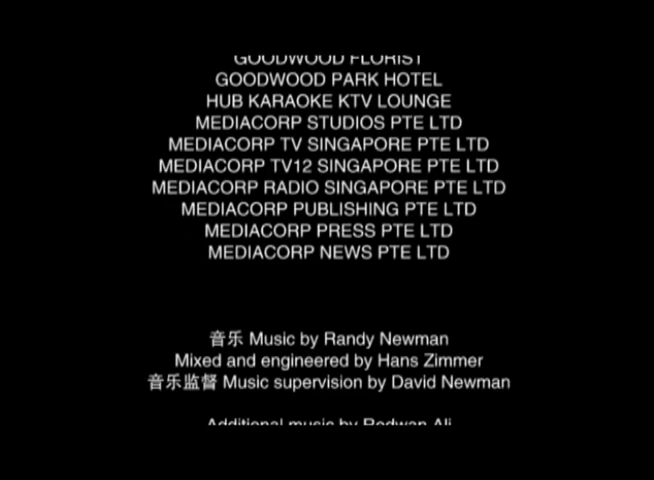 GOODWOOD FLORIST
GOODWOOD PARK HOTEL
HUB KARAOKE KTV LOUNGE
MEDIACORP STUDIOS PTE LTD
MEDIACORP TV SINGAPORE PTE LTD
MEDIACORP TV12 SINGAPORE PTE LTD
MEDIACORP RADIO SINGAPORE PTE LTD
MEDIACORP PUBLISHING PTE LTD
MEDIACORP PRESS PTE LTD
MEDIACORP NEWS PTE LTD
音乐 Music by Randy Newman
Mixed and engineered by Hans Zimmer
音乐监督 Music supervision by David Newman
Additional music by Redwan Ali